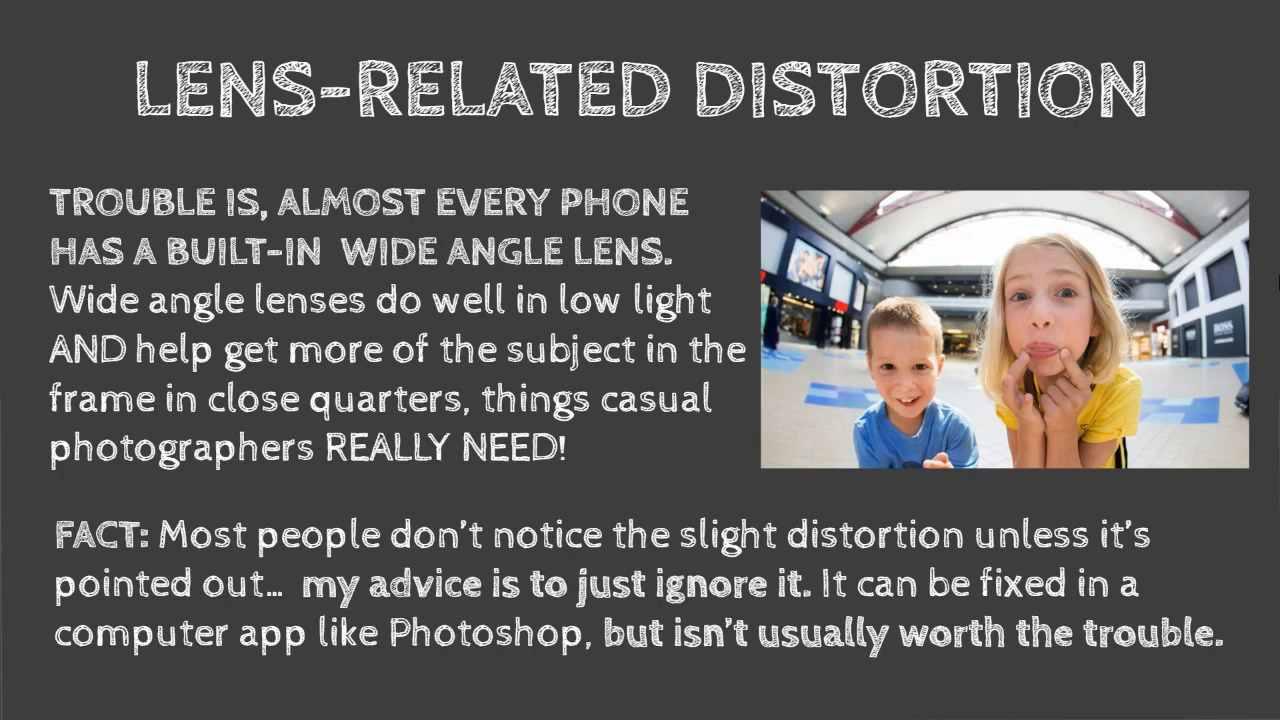 LENS-RELATED DISTORTION
TROUBLE IS, ALMOST EVERY PHONE
HAS A BUILT-IN WIDE ANGLE LENS.
Wide angle lenses do well in low light
AND help get more of the subject in the
frame in close quarters, things casual
photographers REALLY NEED!
BOSS
FACT: Most people don't notice the slight distortion unless it's
pointed out... my advice is to just ignore it. It can be fixed in a
computer app like Photoshop, but isn't usually worth the trouble.